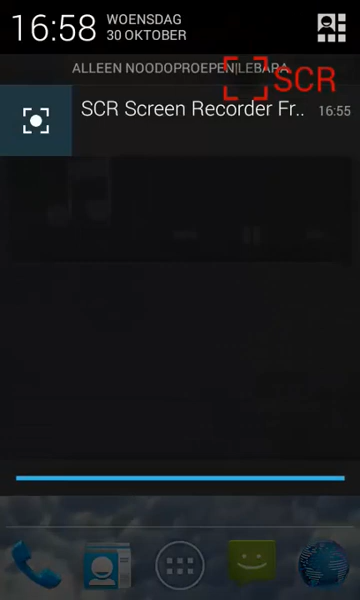 16:58
WOENSDAG
30 OKTOBER
ALLEEN NOODOPROEPEN|LEBARA
SCR
SCR Screen Recorder Fr..
16:55